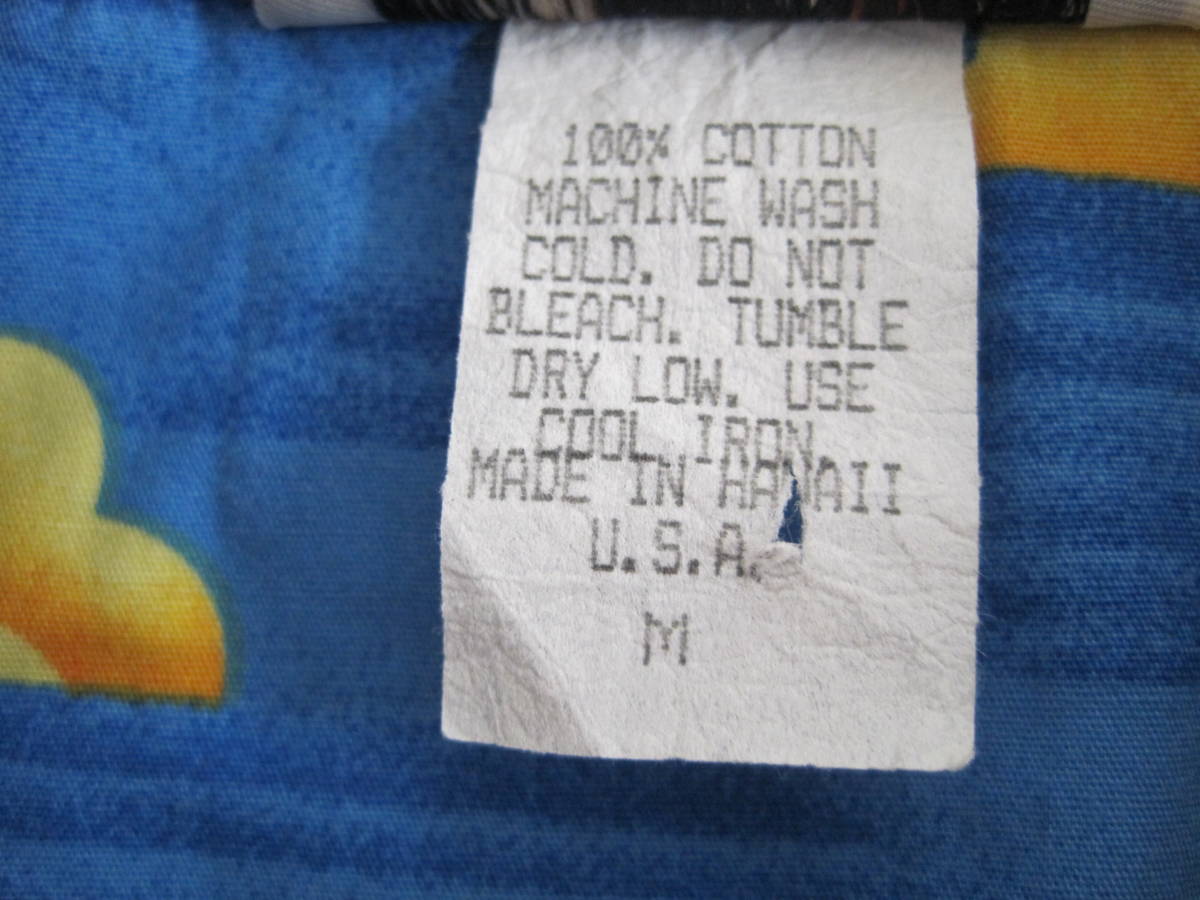 100% COTTON
MACHINE WASH
COLD. DO NOT
BLEACH. TUMBLE
DRY LOW. USE
COOL IRON.
MADE IN HAWAII
U.S.A.
M